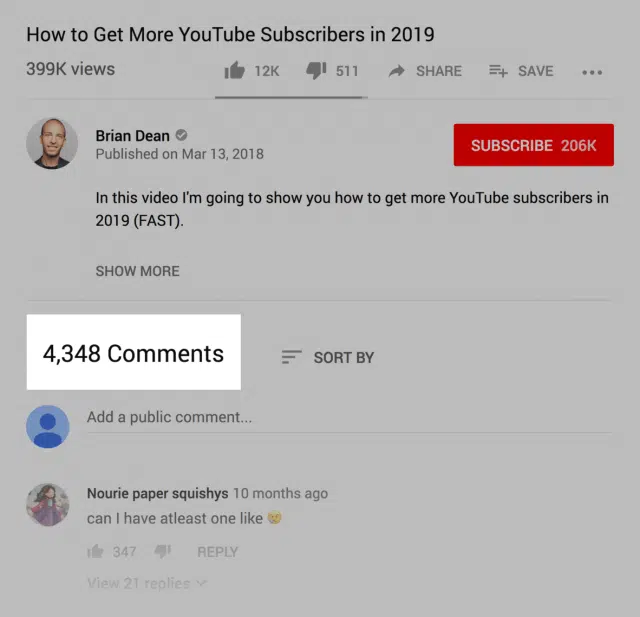 How to Get More YouTube Subscribers in 2019
399K views 12K 511 SHARE SAVE
Brian Dean
Published on Mar 13, 2018
SUBSCRIBE 206K
In this video I'm going to show you how to get more YouTube subscribers in
2019 (FAST).
SHOW MORE
4,348 Comments SORT BY
Add a public comment...
Nourie paper squishys 10 months ago
can I have atleast one like 😿
347 REPLY
View 21 replies